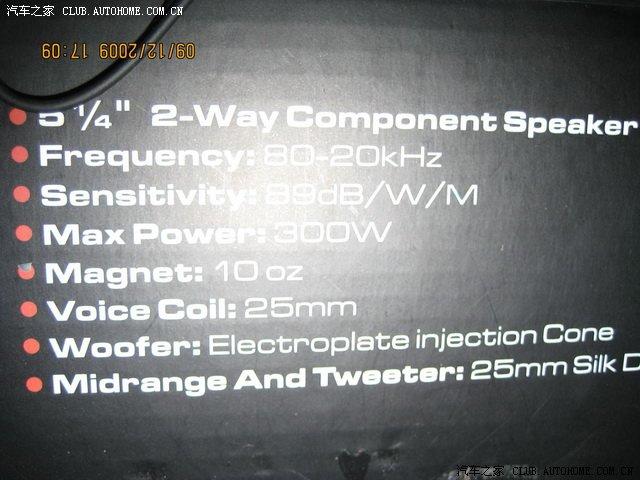 汽车之家 CLUB.AUTOHOME.COM.CN
09/12/2009 17:09
5 ¼" 2-Way Component Speaker
Frequency: 80-20kHz
Sensitivity: 89dB/W/M
Max Power: 300W
Magnet: 10 oz
Voice Coil: 25mm
Woofer: Electroplate injection Cone
Midrange And Tweeter: 25mm Silk D
汽车之家 CLUB.AUTOHOME.COM.CN